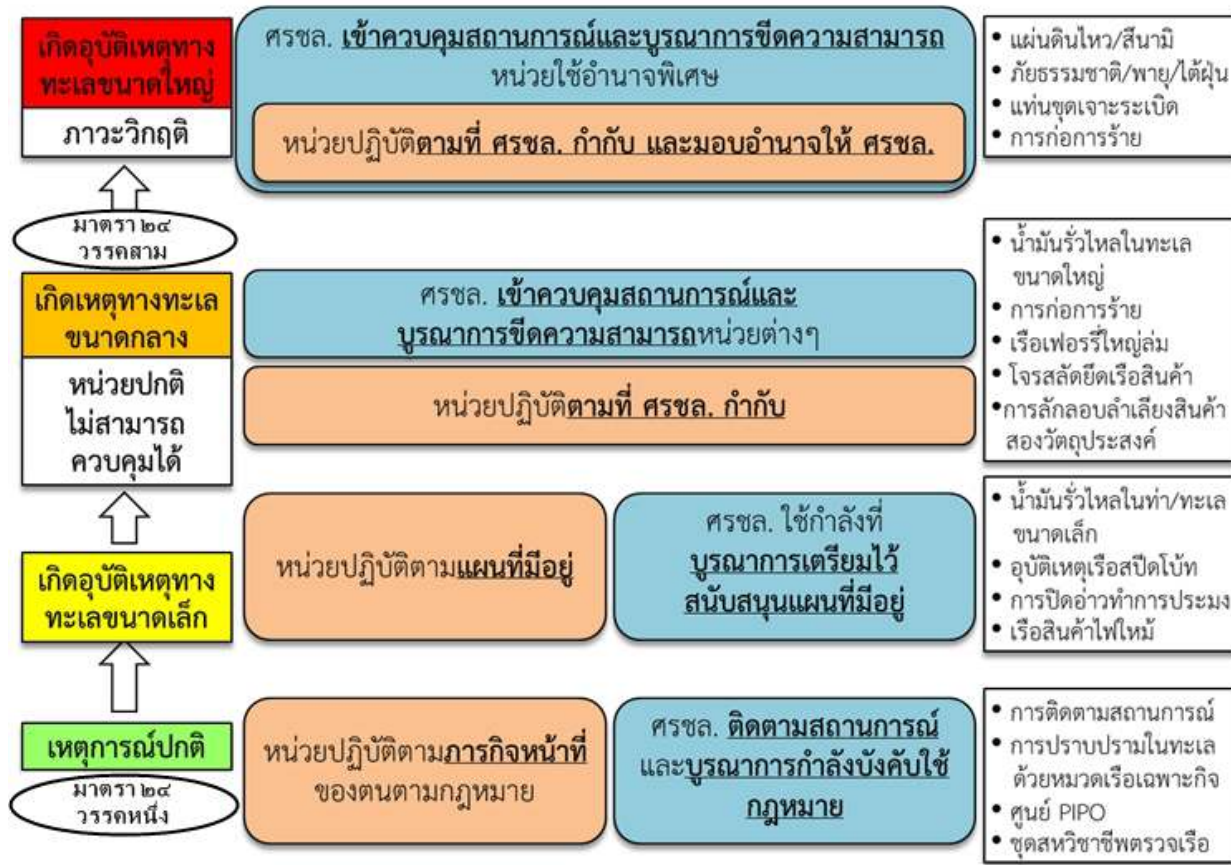 เกิดอุบัติเหตุทาง
ทะเลขนาดใหญ่
ภาวะวิกฤติ
ศรชล. เข้าควบคุมสถานการณ์และบูรณาการขีดความสามารถ
หน่วยใช้อำนาจพิเศษ
หน่วยปฏิบัติตามที่ ศรชล. กำกับ และมอบอำนาจให้ ศรชล.
• แผ่นดินไหว/สึนามิ
• ภัยธรรมชาติ/พายุ/ไต้ฝุ่น
• แท่นขุดเจาะระเบิด
• การก่อการร้าย
มาตรา ๒๔
วรรคสาม
เกิดเหตุทางทะเล
ขนาดกลาง
หน่วยปกติ
ไม่สามารถ
ควบคุมได้
ศรชล. เข้าควบคุมสถานการณ์และ
บูรณาการขีดความสามารถหน่วยต่างๆ
หน่วยปฏิบัติตามที่ ศรชล. กำกับ
• น้ำมันรั่วไหลในทะเล
ขนาดใหญ่
• การก่อการร้าย
• เรือเฟอรรี่ใหญ่ล่ม
• โจรสลัดยึดเรือสินค้า
• การลักลอบลำเลียงสินค้า
สองวัตถุประสงค์
เกิดอุบัติเหตุทาง
ทะเลขนาดเล็ก
หน่วยปฏิบัติตามแผนที่มีอยู่
ศรชล. ใช้กำลังที่
บูรณาการเตรียมไว้
สนับสนุนแผนที่มีอยู่
• น้ำมันรั่วไหลในท่า/ทะเล
ขนาดเล็ก
• อุบัติเหตุเรือสปีดโบ้ท
• การปิดอ่าวทำการประมง
• เรือสินค้าไฟไหม้
เหตุการณ์ปกติ
มาตรา ๒๔
วรรคหนึ่ง
หน่วยปฏิบัติตามภารกิจหน้าที่
ของตนตามกฎหมาย
ศรชล. ติดตามสถานการณ์
และบูรณาการกำลังบังคับใช้
กฎหมาย
• การติดตามสถานการณ์
• การปราบปรามในทะเล
ด้วยหมวดเรือเฉพาะกิจ
• ศูนย์ PIPO
• ชุดสหวิชาชีพตรวจเรือ